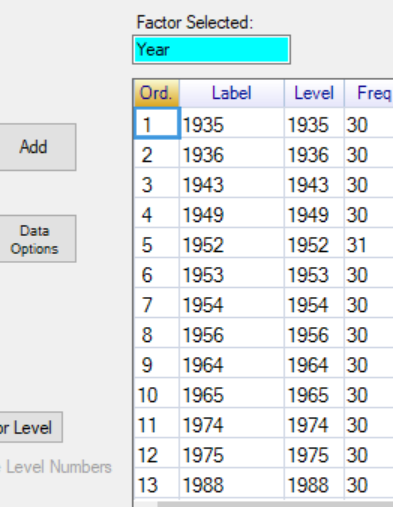 Factor Selected:
Year
Ord. Label Level Freq
1 1935 1935 30
Add
2 1936 1936 30
3 1943 1943 30
4 1949 1949 30
Data
Options
5 1952 1952 31
6 1953 1953 30
7 1954 1954 30
8 1956 1956 30
9 1964 1964 30
10 1965 1965 30
11 1974 1974 30
or Level
12 1975 1975 30
Level Numbers
13 1988 1988 30